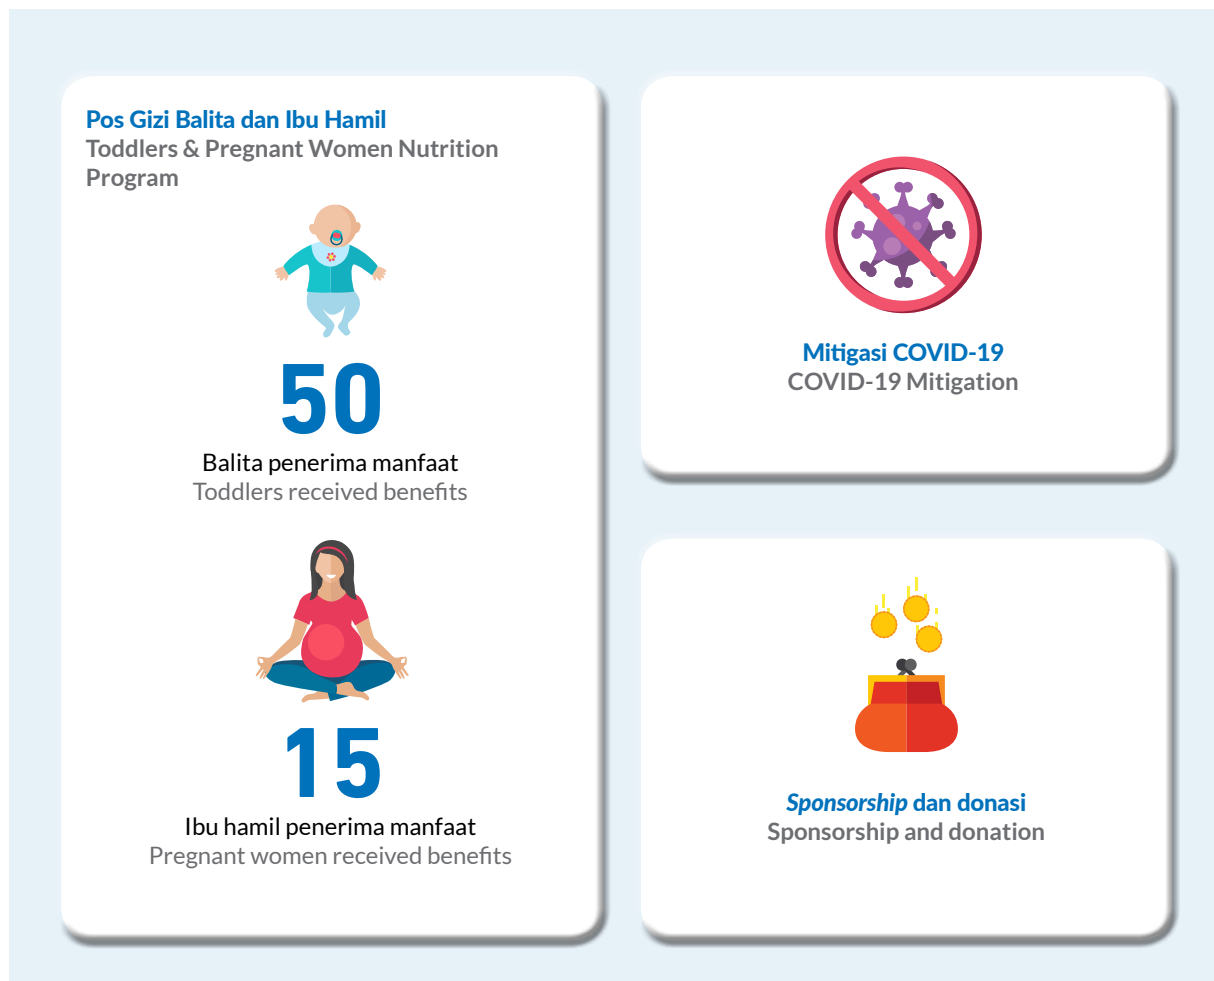 Pos Gizi Balita dan Ibu Hamil
Toddlers & Pregnant Women Nutrition
Program
50
Balita penerima manfaat
Toddlers received benefits
15
Ibu hamil penerima manfaat
Pregnant women received benefits
Mitigasi COVID-19
COVID-19 Mitigation
Sponsorship dan donasi
Sponsorship and donation